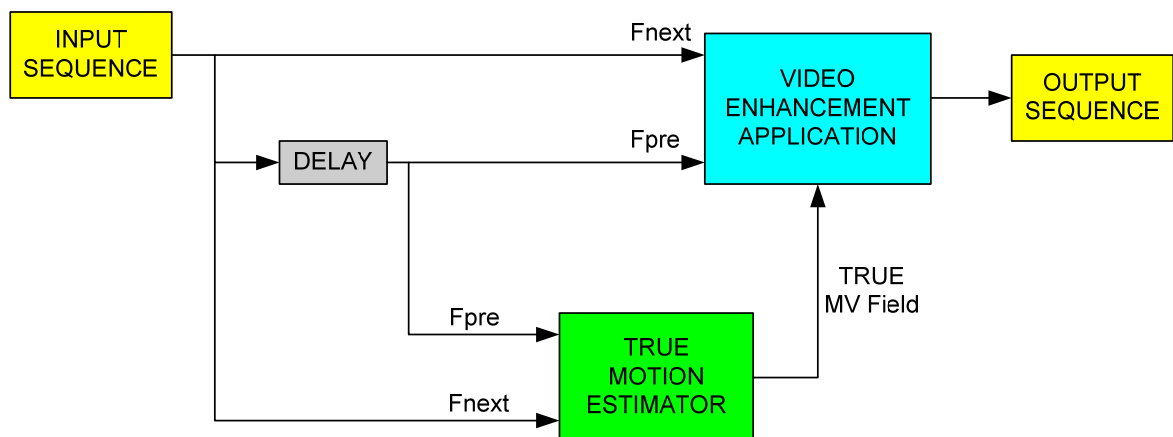 INPUT
SEQUENCE
Fnext
VIDEO
ENHANCEMENT
APPLICATION
OUTPUT
SEQUENCE
DELAY
Fpre
TRUE
MV Field
Fpre
TRUE
MOTION
ESTIMATOR
Fnext